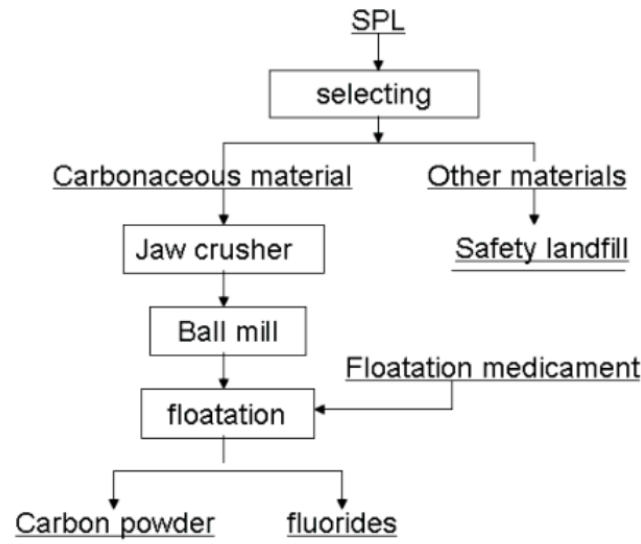 SPL
selecting
Carbonaceous material
Other materials
Jaw crusher
Safety landfill
Ball mill
Floatation medicament
floatation
Carbon powder
fluorides